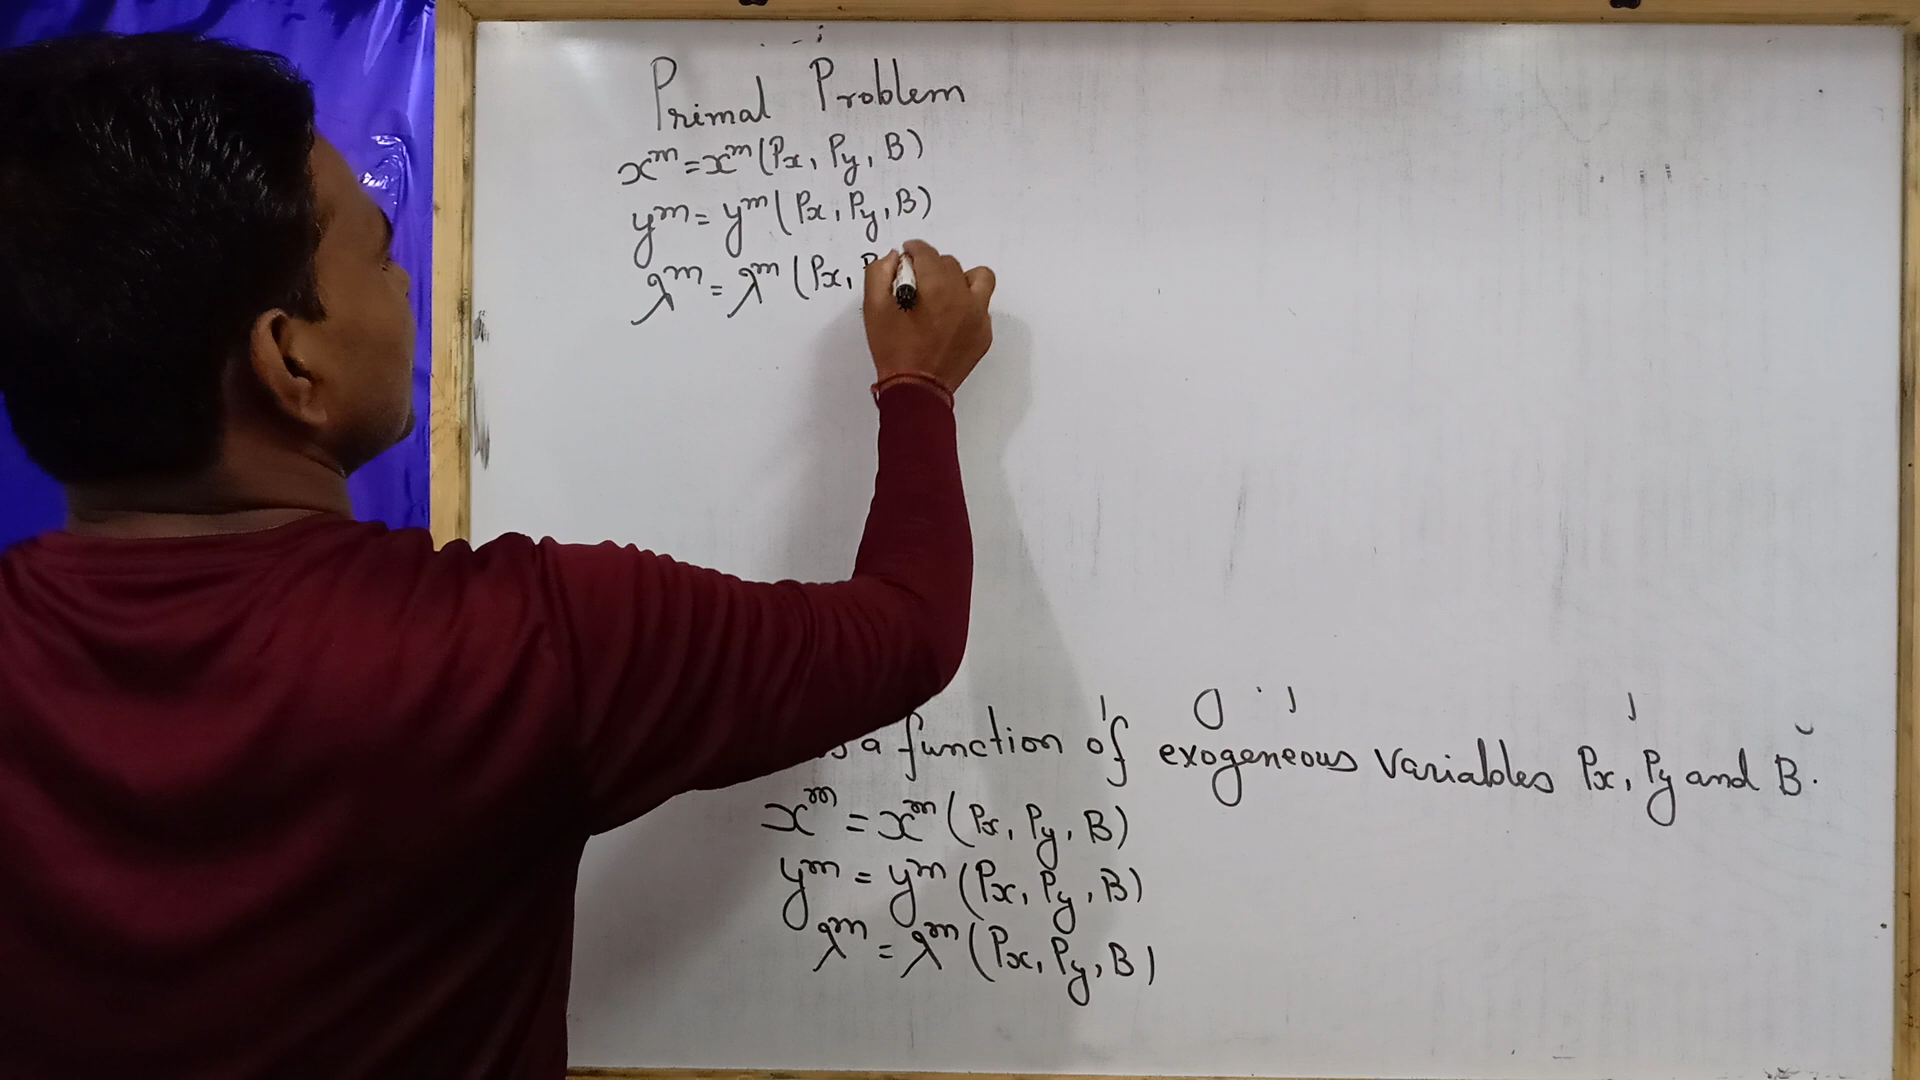 Primal Problem
x^m = x^m (Px, Py, B)
y^m = y^m (Px, Py, B)
λ^m = λ^m (Px,
a function of exogeneous variables Px, Py and B.
x^m = x^m (Px, Py, B)
y^m = y^m (Px, Py, B)
λ^m = λ^m (Px, Py, B)